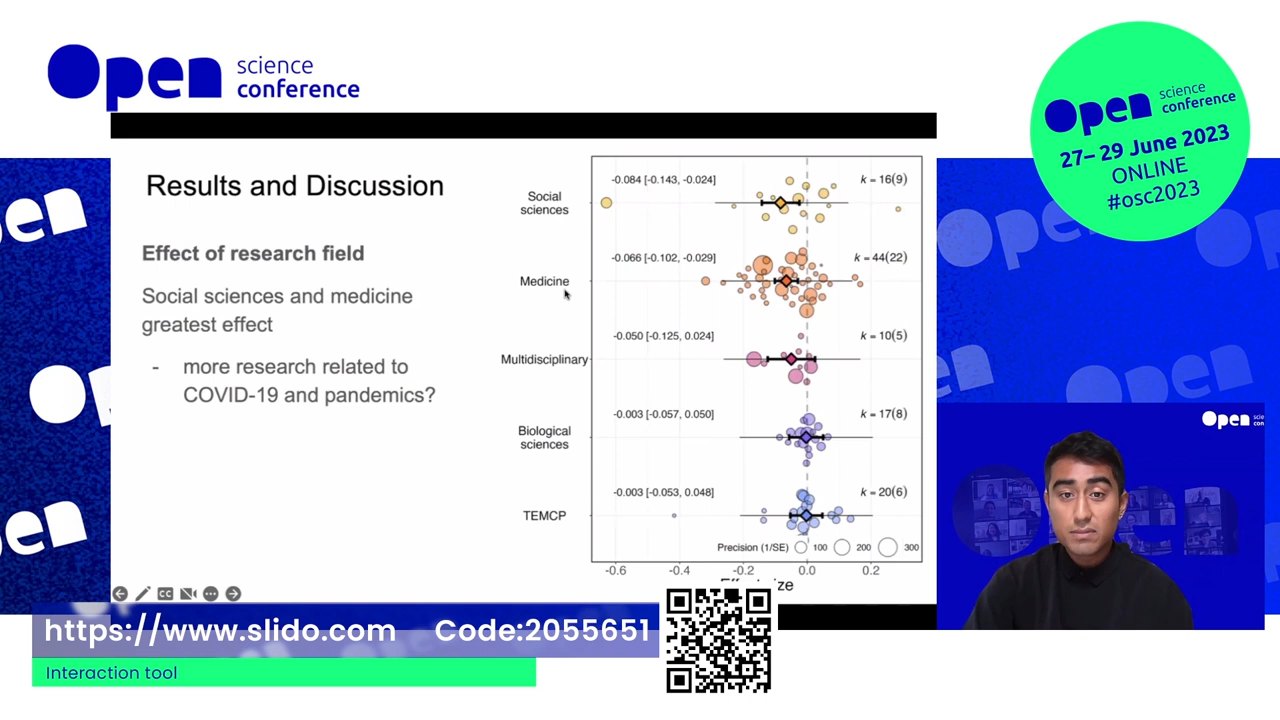 Open science
conference
Open science
conference
27– 29 June 2023
ONLINE
#osc2023
Results and Discussion
Effect of research field
Social sciences and medicine
greatest effect
- more research related to
COVID-19 and pandemics?
Social
sciences
-0.084 [-0.143, -0.024]
k = 16(9)
Medicine
-0.066 [-0.102, -0.029]
k = 44(22)
Multidisciplinary
-0.050 [-0.125, 0.024]
k = 10(5)
Biological
sciences
-0.003 [-0.057, 0.050]
k = 17(8)
TEMCP
-0.003 [-0.053, 0.048]
k = 20(6)
Precision (1/SE) 100 200 300
-0.6 -0.4 -0.2 0.0 0.2
CC
Open
https://www.slido.com Code:2055651
Interaction tool